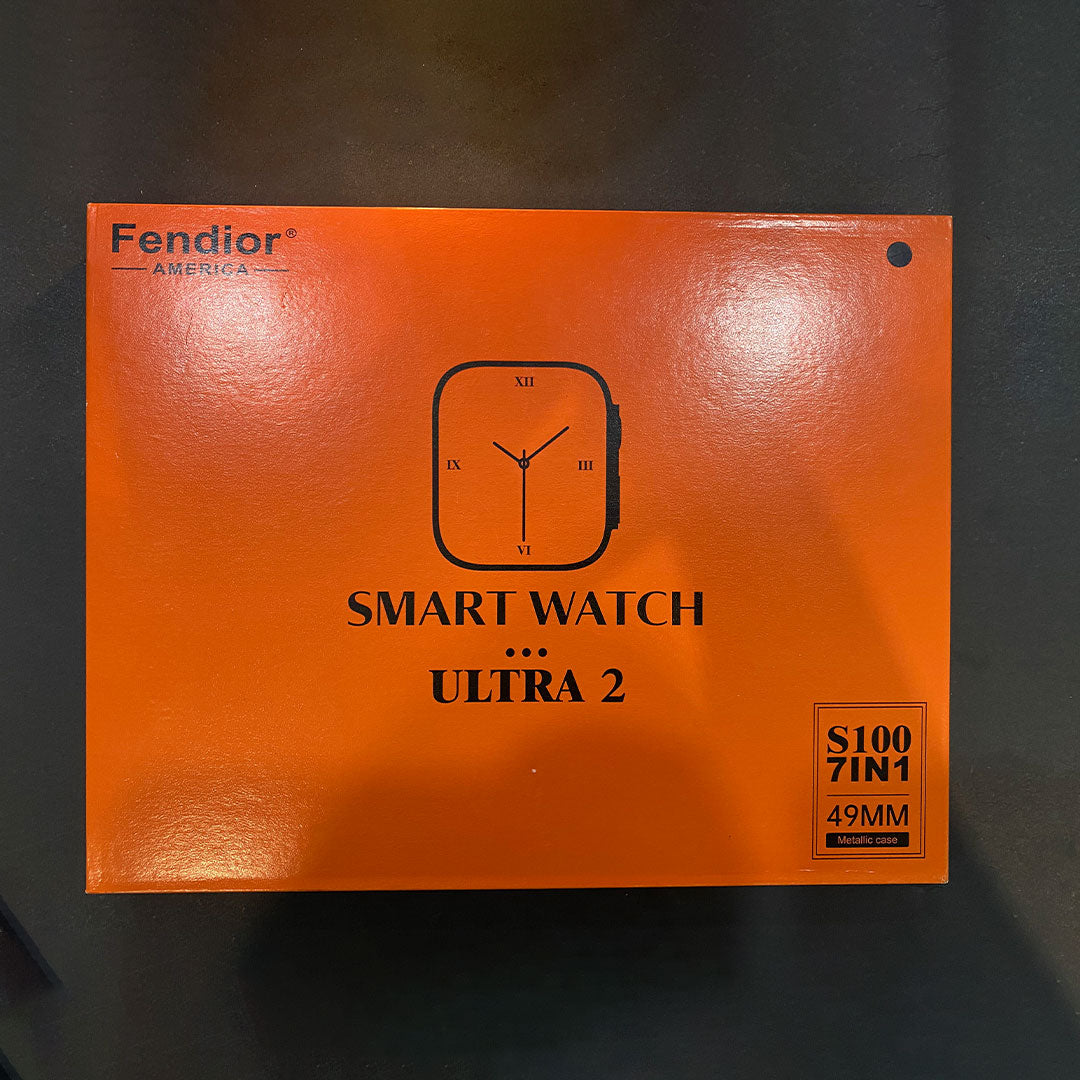 Fendior®
AMERICA
XII
IX III
VI
SMART WATCH
•••
ULTRA 2
S100
7IN1
49MM
Metallic case